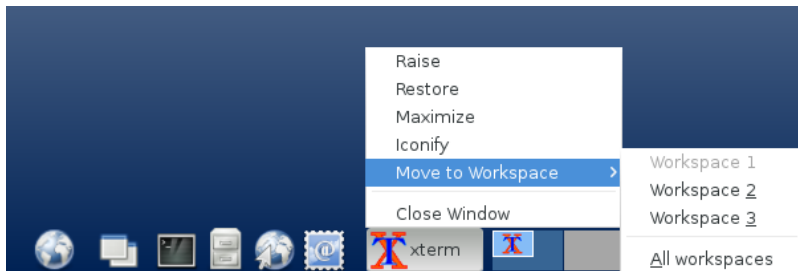 Raise
Restore
Maximize
Iconify
Move to Workspace
Close Window
xterm
Workspace 1
Workspace 2
Workspace 3
All workspaces